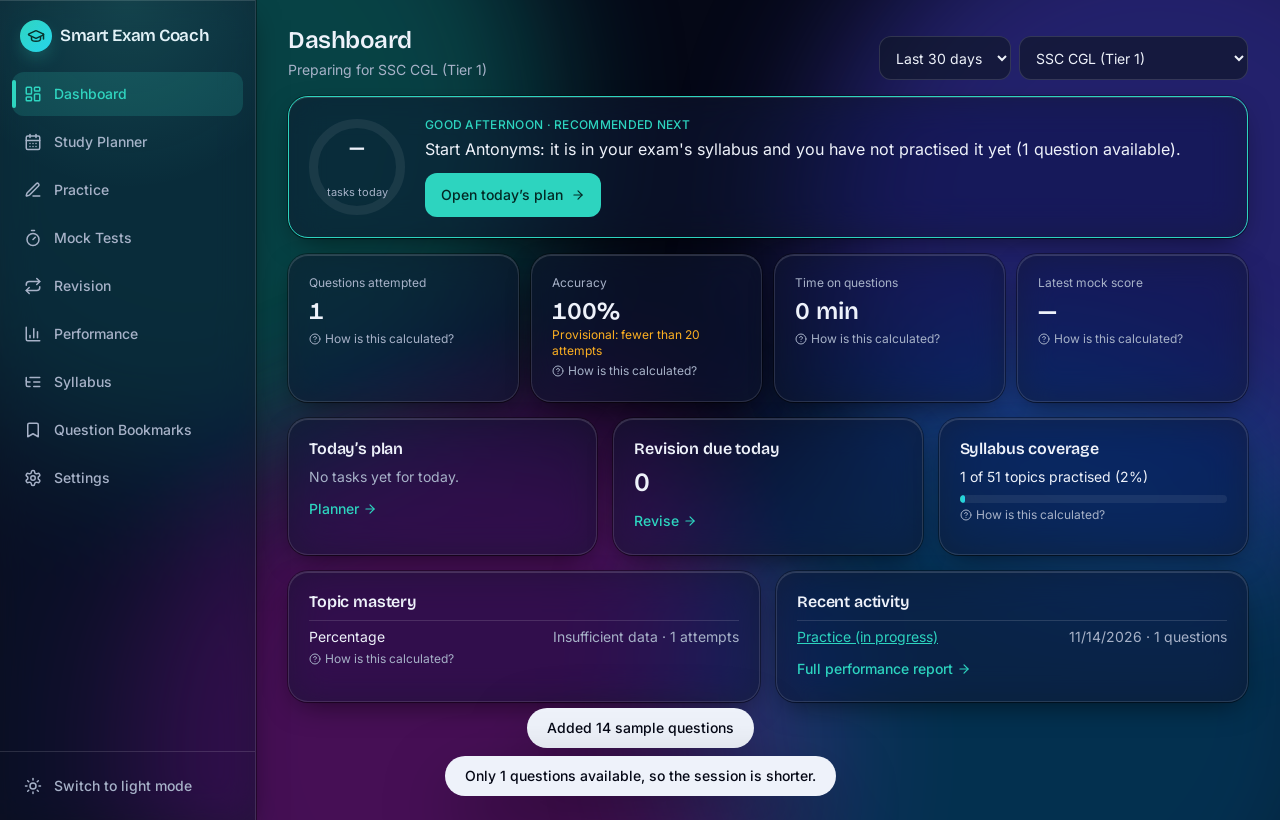 Smart Exam Coach
Dashboard
Study Planner
Practice
Mock Tests
Revision
Performance
Syllabus
Question Bookmarks
Settings
Switch to light mode
Dashboard
Preparing for SSC CGL (Tier 1)
Last 30 days
SSC CGL (Tier 1)
–
tasks today
GOOD AFTERNOON · RECOMMENDED NEXT
Start Antonyms: it is in your exam's syllabus and you have not practised it yet (1 question available).
Open today’s plan →
Questions attempted
1
How is this calculated?
Accuracy
100%
Provisional: fewer than 20
attempts
How is this calculated?
Time on questions
0 min
How is this calculated?
Latest mock score
—
How is this calculated?
Today’s plan
No tasks yet for today.
Planner →
Revision due today
0
Revise →
Syllabus coverage
1 of 51 topics practised (2%)
How is this calculated?
Topic mastery
Percentage
Insufficient data · 1 attempts
How is this calculated?
Recent activity
Practice (in progress)
11/14/2026 · 1 questions
Full performance report →
Added 14 sample questions
Only 1 questions available, so the session is shorter.